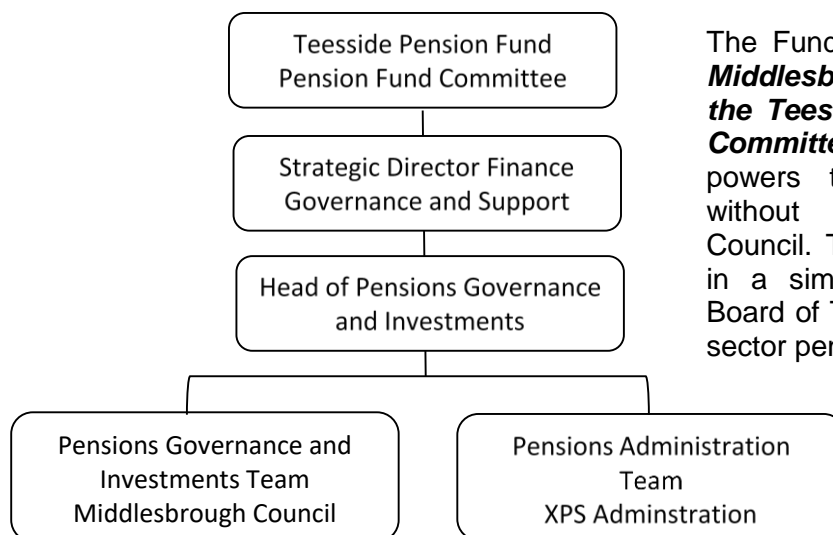 Teesside Pension Fund
Pension Fund Committee
Strategic Director Finance
Governance and Support
Head of Pensions Governance
and Investments
Pensions Governance and
Investments Team
Middlesbrough Council
Pensions Administration
Team
XPS Adminstration
The Func
Middlesb
the Tees
Committe
powers t
without
Council. T
in a sim
Board of T
sector per